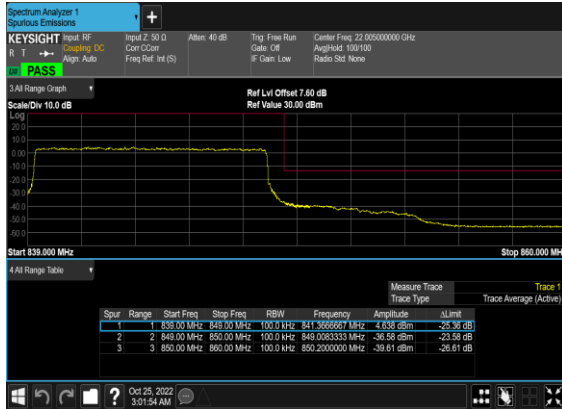 Spectrum Analyzer 1
Spurious Emissions
+
KEYSIGHT Input: RF Input Z: 50 Ω Atten: 40 dB Trig: Free Run Center Freq: 22.005000000 GHz
R T Coupling: DC Corr CCorr Gate: Off Avg|Hold: 100/100
Align: Auto Freq Ref: Int (S) IF Gain: Low Radio Std: None
PASS
3 All Range Graph
Ref Lvl Offset 7.60 dB
Scale/Div 10.0 dB Ref Value 30.00 dBm
Log
20.0
10.0
0.00
-10.0
-20.0
-30.0
-40.0
-50.0
-60.0
Start 839.000 MHz Stop 860.000 MH
4 All Range Table
Measure Trace Trace 1
Trace Type Trace Average (Active)
Spur Range Start Freq Stop Freq RBW Frequency Amplitude ΔLimit
1 1 839.00 MHz 849.00 MHz 100.0 kHz 841.3666667 MHz 4.638 dBm -25.36 dB
2 2 849.00 MHz 850.00 MHz 100.0 kHz 849.0083333 MHz -36.58 dBm -23.58 dB
3 3 850.00 MHz 860.00 MHz 100.0 kHz 850.2000000 MHz -39.61 dBm -26.61 dB
? Oct 25, 2022
3:01:54 AM